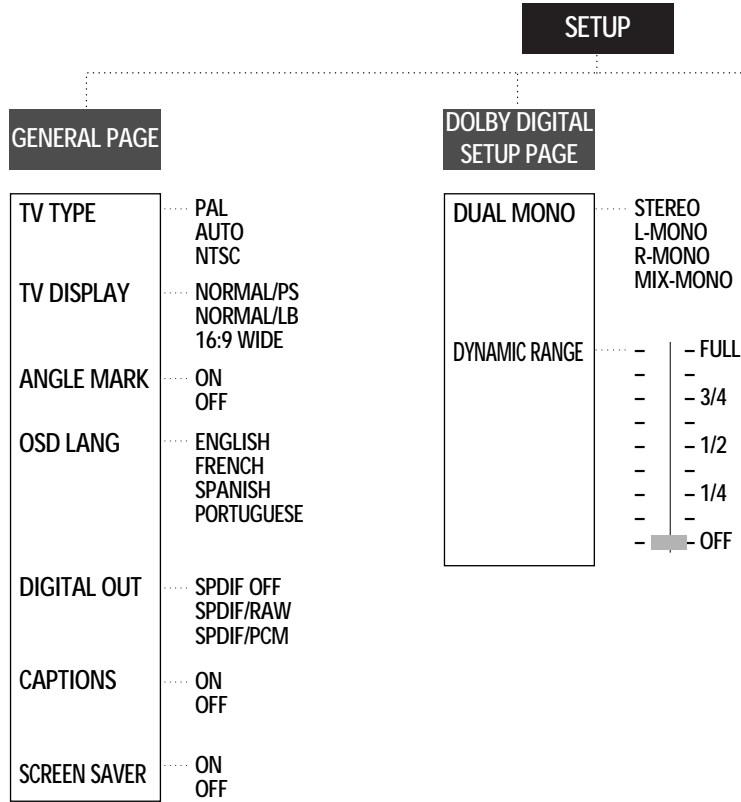 SETUP
GENERAL PAGE
TV TYPE
PAL
AUTO
NTSC
TV DISPLAY
NORMAL/PS
NORMAL/LB
16:9 WIDE
ANGLE MARK
ON
OFF
OSD LANG
ENGLISH
FRENCH
SPANISH
PORTUGUESE
DIGITAL OUT
SPDIF OFF
SPDIF/RAW
SPDIF/PCM
CAPTIONS
ON
OFF
SCREEN SAVER
ON
OFF
DOLBY DIGITAL
SETUP PAGE
DUAL MONO
STEREO
L-MONO
R-MONO
MIX-MONO
DYNAMIC RANGE
FULL
3/4
1/2
1/4
OFF